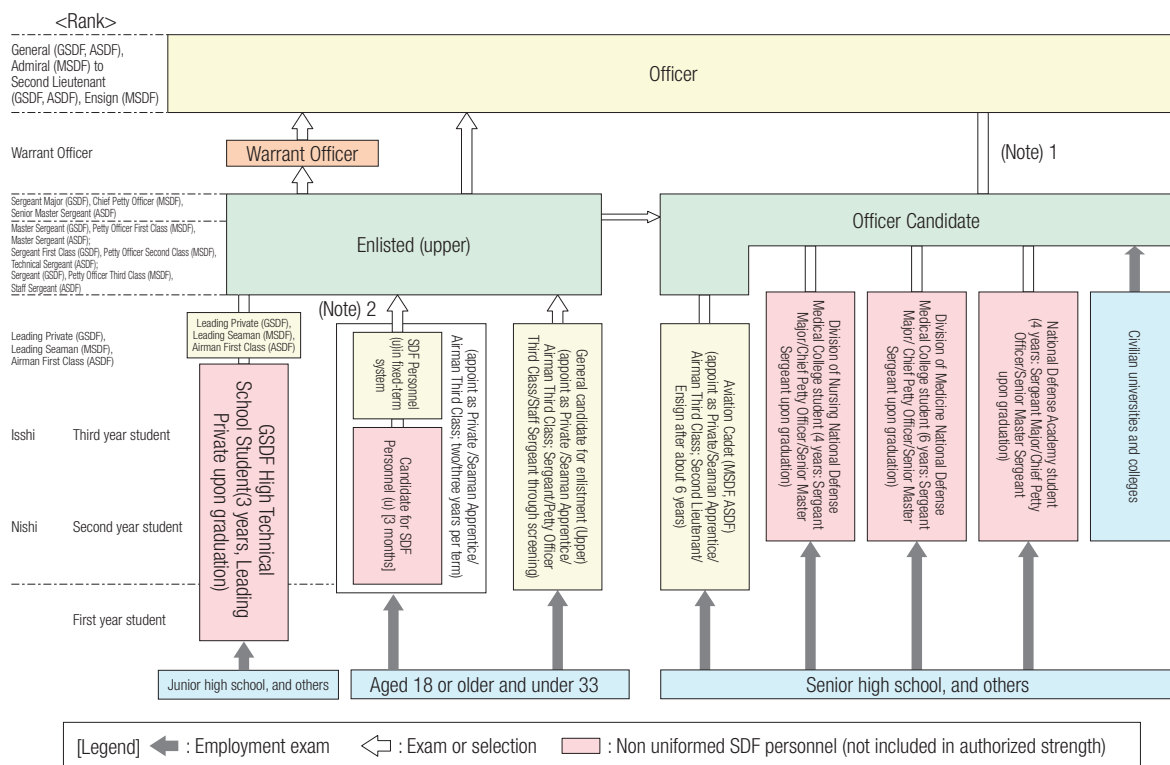 <Rank>
General (GSDF, ASDF),
Admiral (MSDF) to
Second Lieutenant
(GSDF, ASDF), Ensign (MSDF)
Officer
Warrant Officer
Warrant Officer
(Note) 1
Sergeant Major (GSDF), Chief Petty Officer (MSDF),
Senior Master Sergeant (ASDF)
Master Sergeant (GSDF), Petty Officer First Class (MSDF),
Master Sergeant (ASDF);
Sergeant First Class (GSDF), Petty Officer Second Class (MSDF),
Technical Sergeant (ASDF);
Sergeant (GSDF), Petty Officer Third Class (MSDF),
Staff Sergeant (ASDF)
Enlisted (upper)
Officer Candidate
(Note) 2
Leading Private (GSDF),
Leading Seaman (MSDF),
Airman First Class (ASDF)
Leading Private (GSDF),
Leading Seaman (MSDF),
Airman First Class (ASDF)
Isshi
Third year student
Nishi
Second year student
First year student
GSDF High Technical
School Student(3 years, Leading
Private upon graduation)
SDF Personnel
(u)in fixed-term
system
Candidate for SDF
Personnel (u) [3 months]
(appoint as Private /Seaman Apprentice/
Airman Third Class; two/three years per term)
General candidate for enlistment (Upper)
(appoint as Private /Seaman Apprentice/
Airman Third Class; Sergeant/Petty Officer
Third Class/Staff Sergeant through screening)
Aviation Cadet (MSDF, ASDF)
(appoint as Private/Seaman Apprentice/
Airman Third Class; Second Lieutenant/
Ensign after about 6 years)
Division of Nursing National Defense
Medical College student (4 years: Sergeant
Major/Chief Petty Officer/Senior Master
Sergeant upon graduation)
Division of Medicine National Defense
Medical College student (6 years: Sergeant
Major/ Chief Petty Officer/Senior Master
Sergeant upon graduation)
National Defense Academy student
(4 years: Sergeant Major/Chief Petty
Officer/Senior Master Sergeant
upon graduation)
Civilian universities and
colleges
Junior high school, and others
Aged 18 or older and under 33
Senior high school, and others
[Legend] : Employment exam : Exam or selection : Non uniformed SDF personnel (not included in authorized strength)